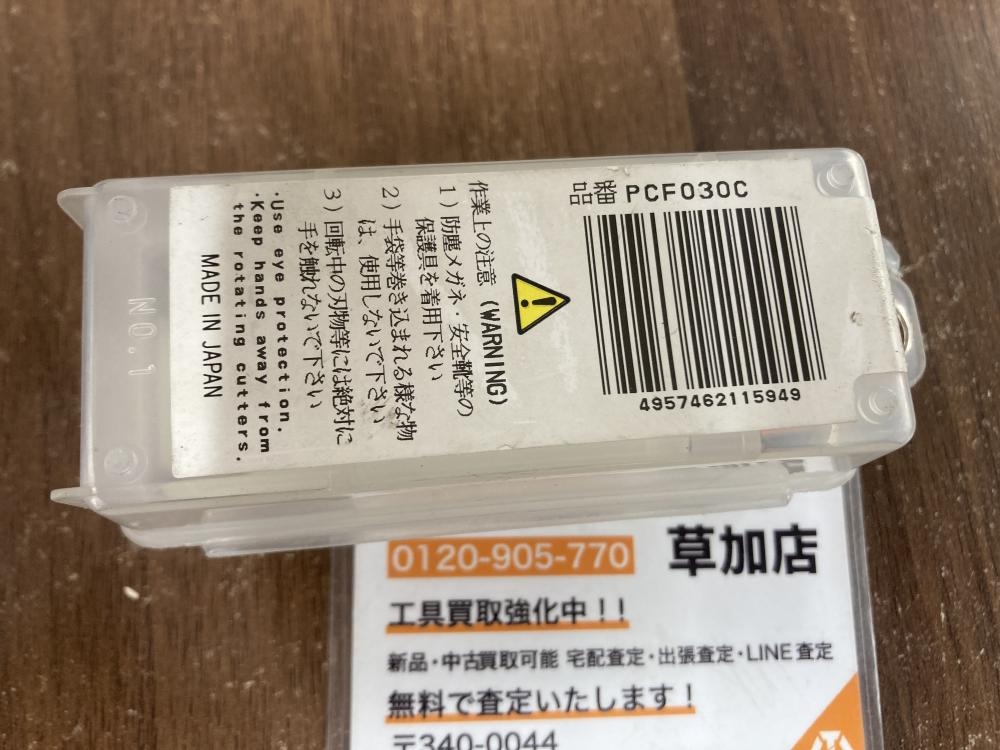 品番 PCF030C
4957462115949
作業上の注意 (WARNING)
1) 防塵メガネ・安全靴等の
保護具を着用下さい
2) 手袋等巻き込まれる様な物
は、使用しないで下さい
3) 回転中の刃物等には絶対に
手を触れないで下さい
・Use eye protection.
・Keep hands away from
the rotating cutters.
MADE IN JAPAN
NO.1
0120-905-770 草加店
工具買取強化中!!
新品・中古買取可能 宅配査定・出張査定・LINE査定
無料で査定いたします!
〒340-0044